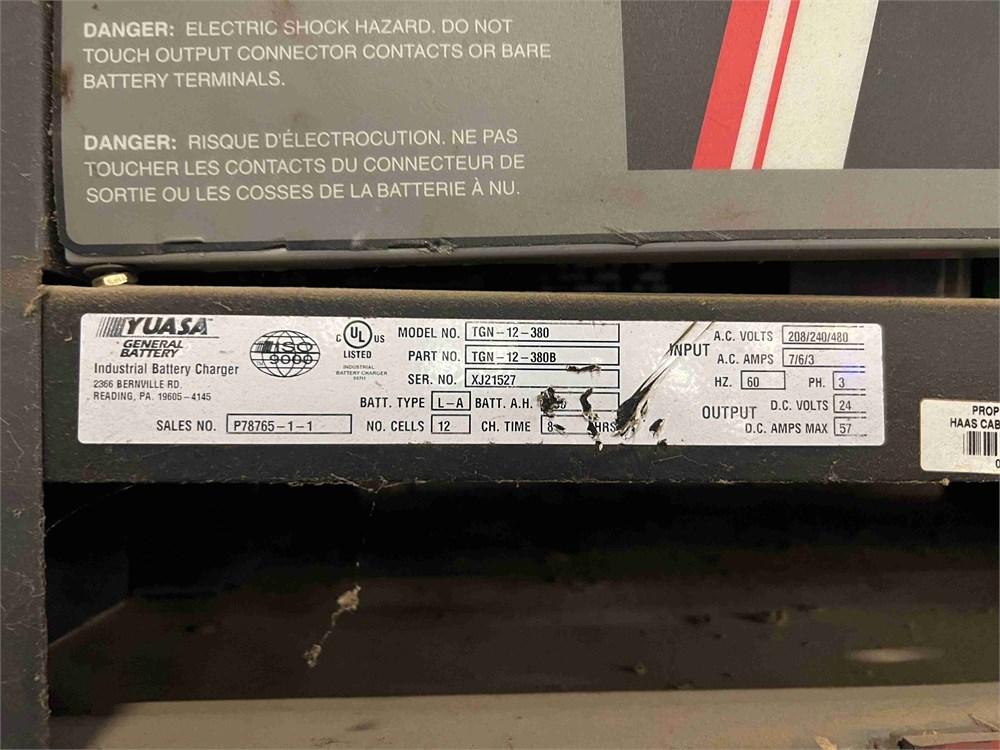 DANGER: ELECTRIC SHOCK HAZARD. DO NOT
TOUCH OUTPUT CONNECTOR CONTACTS OR BARE
BATTERY TERMINALS.
DANGER: RISQUE D'ÉLECTROCUTION. NE PAS
TOUCHER LES CONTACTS DU CONNECTEUR DE
SORTIE OU LES COSSES DE LA BATTERIE À NU.
YUASA
GENERAL
BATTERY
Industrial Battery Charger
2366 BERNVILLE RD.
READING, PA. 19605-4145
SALES NO. P78765-1-1
ISO
9000
C UL US
LISTED
INDUSTRIAL
BATTERY CHARGER
MODEL NO. TGN-12-380
PART NO. TGN-12-380B
SER. NO. XJ21527
BATT. TYPE L-A BATT. A.H.
NO. CELLS 12 CH. TIME 8 HRS
INPUT
A.C. VOLTS 208/240/480
A.C. AMPS 7/6/3
HZ. 60 PH. 3
OUTPUT
D.C. VOLTS 24
D.C. AMPS MAX 57
HAAS